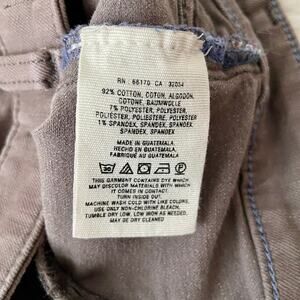 RN : 66170 CA : 32054
92% COTTON, COTON, ALGODON,
COTONE, BAUMWOLLE
7% POLYESTER, POLYESTER,
POLIESTER, POLIESTERE, POLYESTER
1% SPANDEX, SPANDEX, SPANDEX,
SPANDEX, SPANDEX
MADE IN GUATEMALA.
HECHO EN GUATEMALA.
FABRIQUÉ AU GUATEMALA
30
THIS GARMENT CONTAINS DYE WHICH
MAY DISCOLOR MATERIALS WITH WHICH
IT COMES IN CONTACT.
TURN INSIDE OUT.
MACHINE WASH COLD WITH LIKE COLORS.
USE ONLY NON-CHLORINE BLEACH,
TUMBLE DRY LOW, LOW IRON AS NEEDED.
MAY BE DRY CLEANED